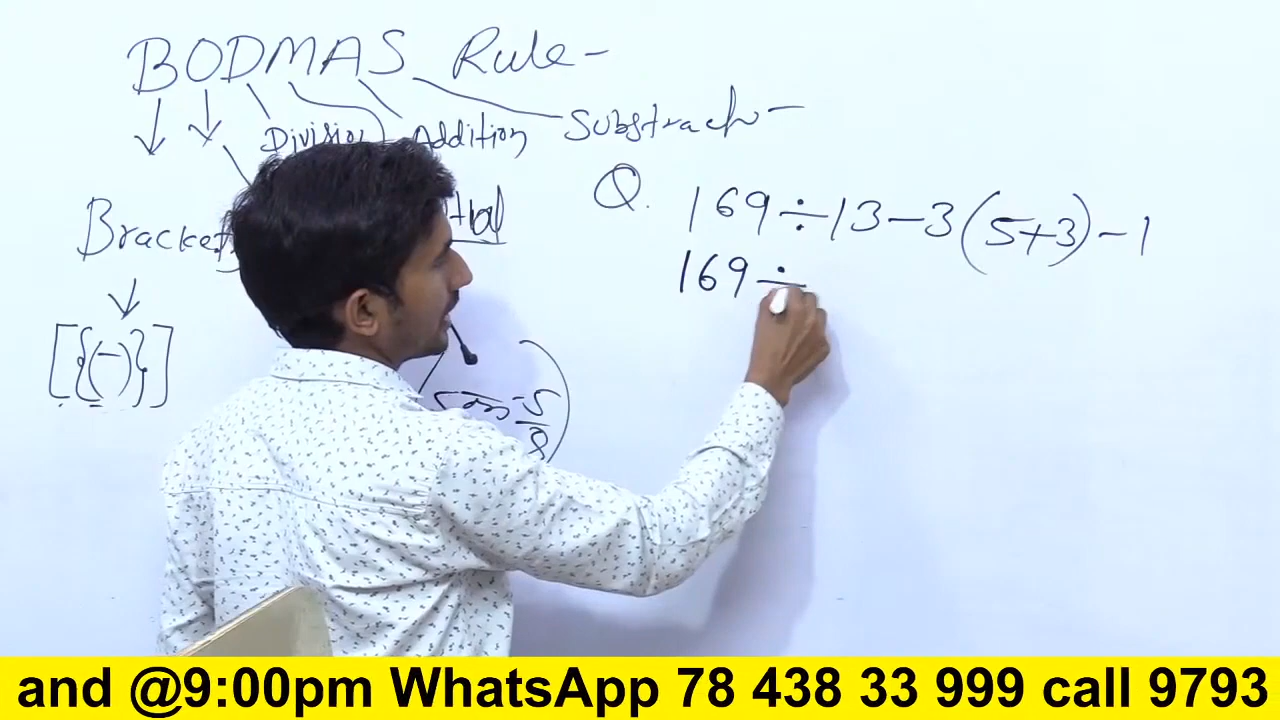 BODMAS Rule-
Division Addition Substract-
Q. 169÷13-3(5+3)-1
Bracket
169÷
[{(-)}]
and @9:00pm WhatsApp 78 438 33 999 call 9793